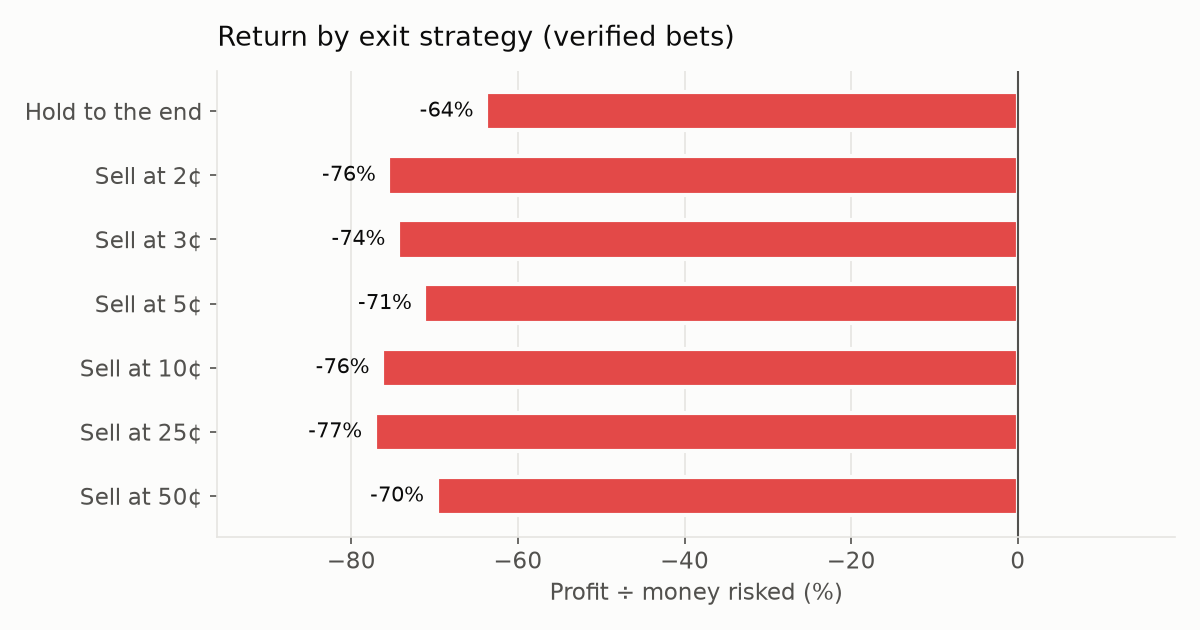 Return by exit strategy (verified bets)
Hold to the end
-64%
Sell at 2¢
-76%
Sell at 3¢
-74%
Sell at 5¢
-71%
Sell at 10¢
-76%
Sell at 25¢
-77%
Sell at 50¢
-70%
−80 −60 −40 −20 0
Profit ÷ money risked (%)